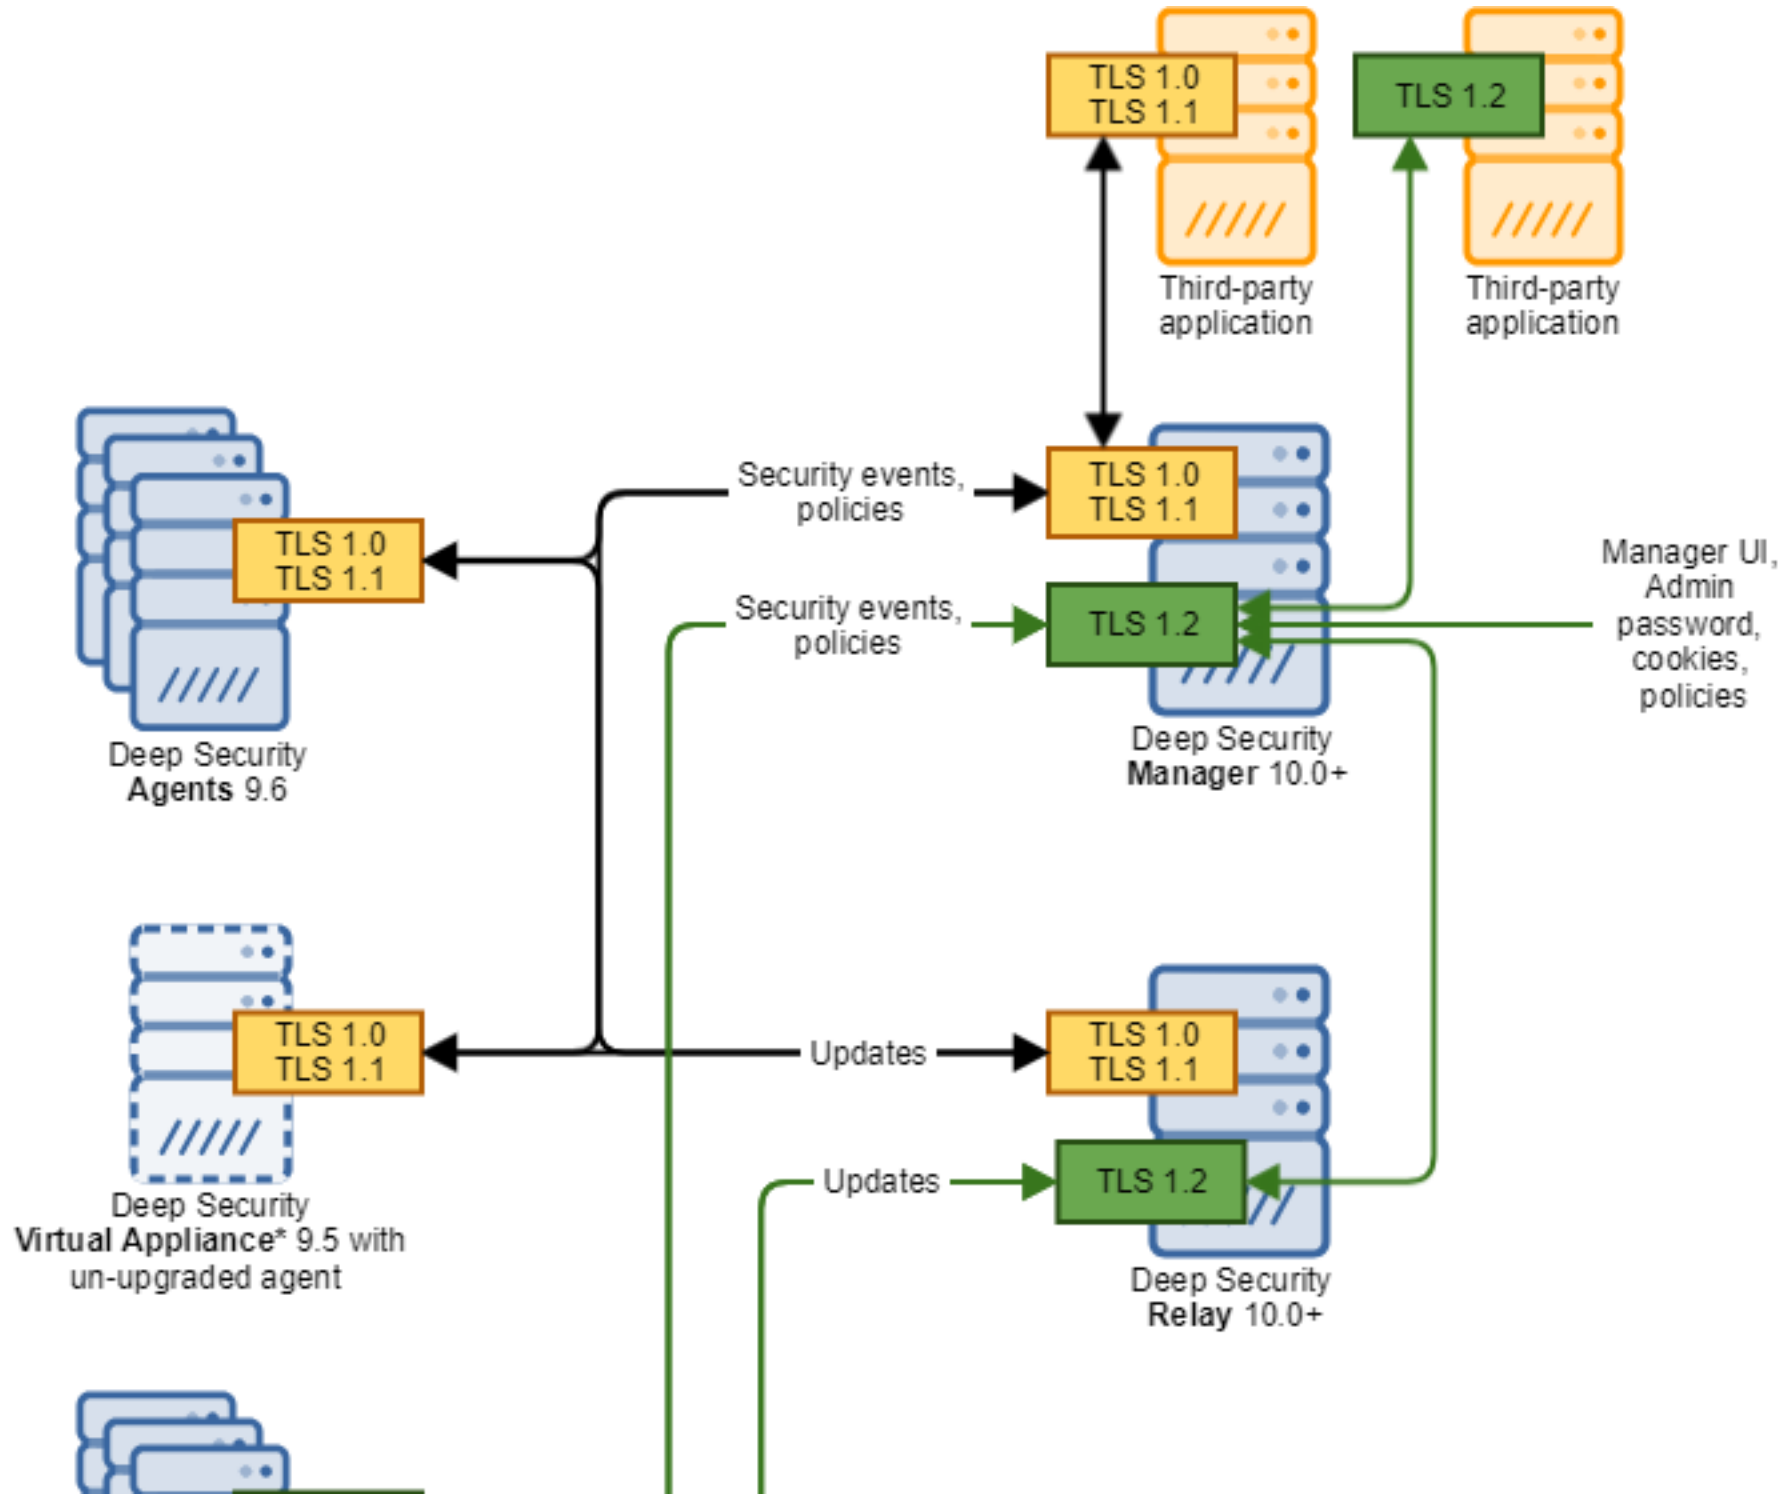 TLS 1.0
TLS 1.1
TLS 1.2
Third-party
application
Third-party
application
TLS 1.0
TLS 1.1
Deep Security
Agents 9.6
Security events,
policies
TLS 1.0
TLS 1.1
Security events,
policies
TLS 1.2
Deep Security
Manager 10.0+
Manager UI,
Admin
password,
cookies,
policies
TLS 1.0
TLS 1.1
Deep Security
Virtual Appliance* 9.5 with
un-upgraded agent
Updates
TLS 1.0
TLS 1.1
Updates
TLS 1.2
Deep Security
Relay 10.0+